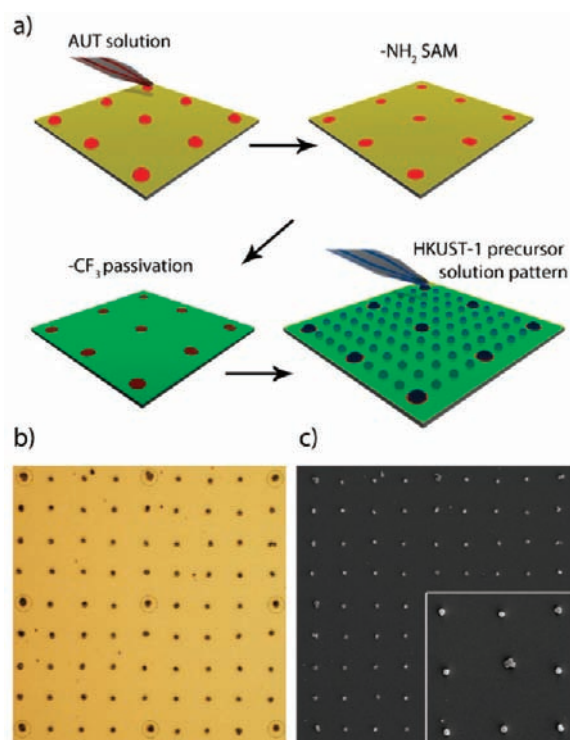 a)
AUT solution
-NH₂ SAM
-CF₃ passivation
HKUST-1 precursor
solution pattern
b)
c)